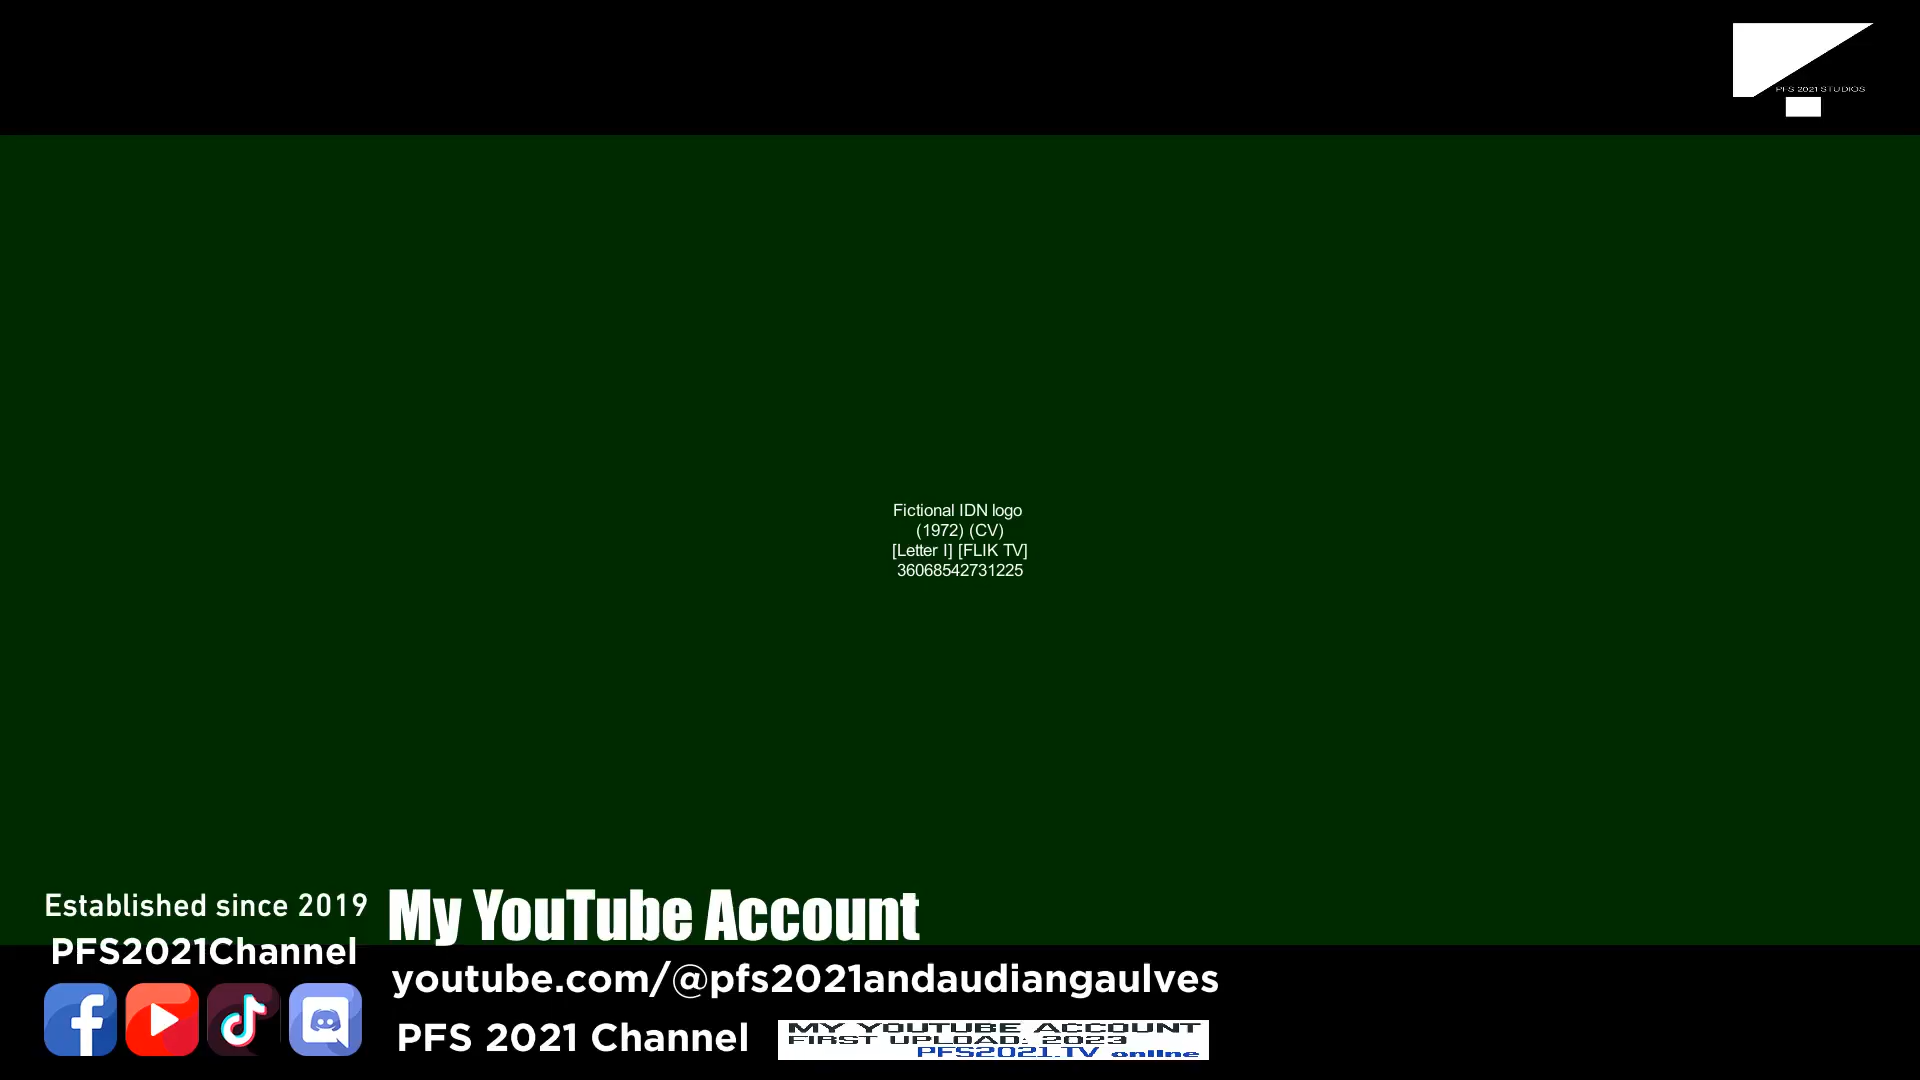 PFS 2021 STUDIOS
Fictional IDN logo
(1972) (CV)
[Letter I] [FLIK TV]
36068542731225
Established since 2019
PFS2021Channel
My YouTube Account
youtube.com/@pfs2021andaudiangaulves
PFS 2021 Channel
MY YOUTUBE ACCOUNT
FIRST UPLOAD: 2023
PFS2021.TV online